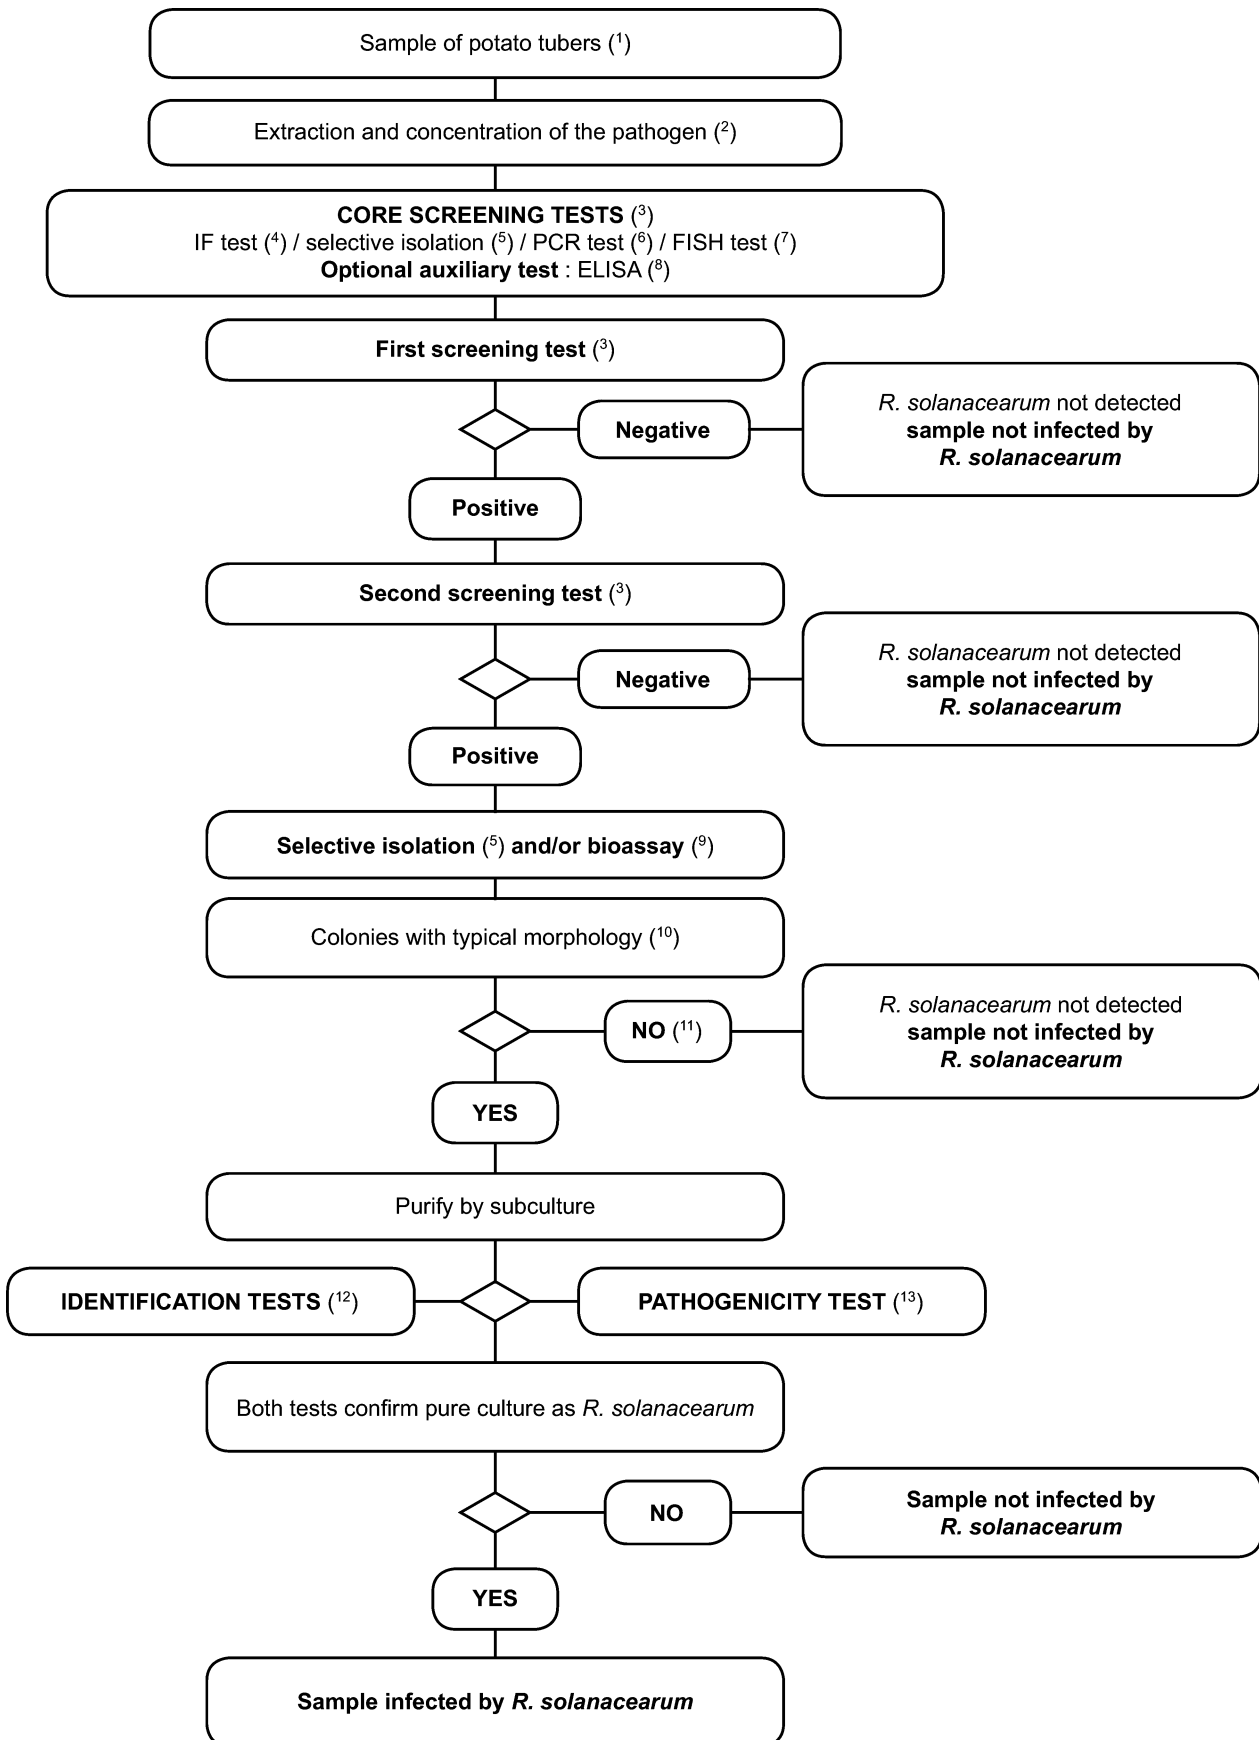 Sample of potato tubers (1)
Extraction and concentration of the pathogen (2)
CORE SCREENING TESTS (3)
IF test (4) / selective isolation (5) / PCR test (6) / FISH test (7)
Optional auxiliary test : ELISA (8)
First screening test (3)
Negative
R. solanacearum not detected
sample not infected by
R. solanacearum
Positive
Second screening test (3)
Negative
R. solanacearum not detected
sample not infected by
R. solanacearum
Positive
Selective isolation (5) and/or bioassay (9)
Colonies with typical morphology (10)
NO (11)
R. solanacearum not detected
sample not infected by
R. solanacearum
YES
Purify by subculture
IDENTIFICATION TESTS (12)
PATHOGENICITY TEST (13)
Both tests confirm pure culture as R. solanacearum
NO
Sample not infected by
R. solanacearum
YES
Sample infected by R. solanacearum